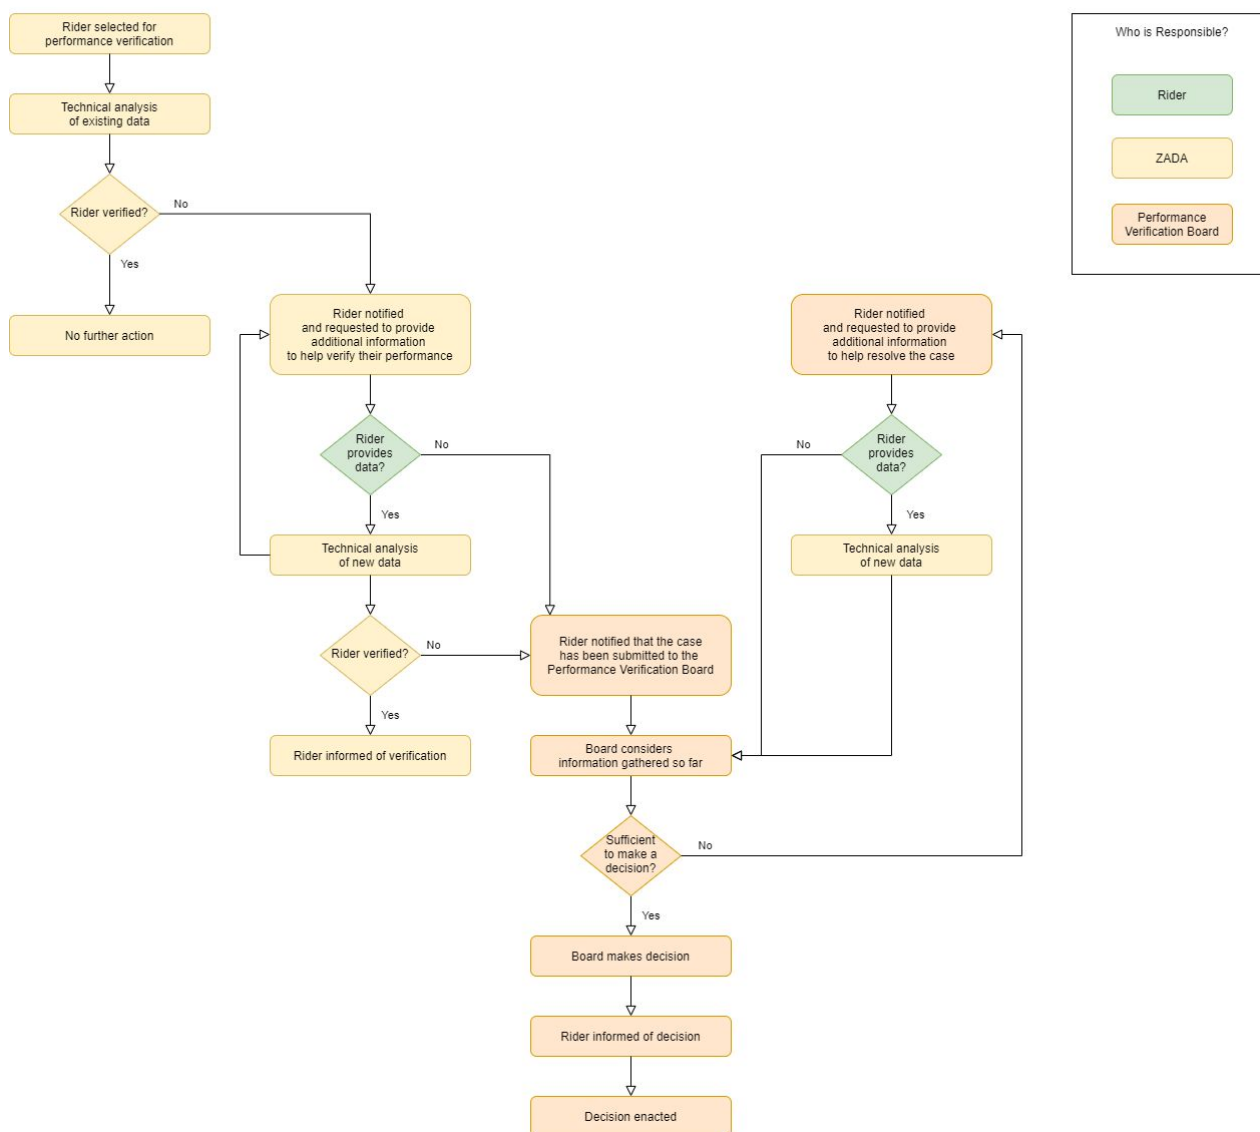 Rider selected for
performance verification
Who is Responsible?
Rider
Technical analysis
of existing data
ZADA
Rider verified?
No
Performance
Verification Board
Yes
No further action
Rider notified
and requested to provide
additional information
to help verify their performance
Rider notified
and requested to provide
additional information
to help resolve the case
Rider
provides
data?
No
No
Rider
provides
data?
Yes
Yes
Technical analysis
of new data
Technical analysis
of new data
Rider verified?
No
Rider notified that the case
has been submitted to the
Performance Verification Board
Yes
Rider informed of verification
Board considers
information gathered so far
Sufficient
to make a
decision?
No
Yes
Board makes decision
Rider informed of decision
Decision enacted